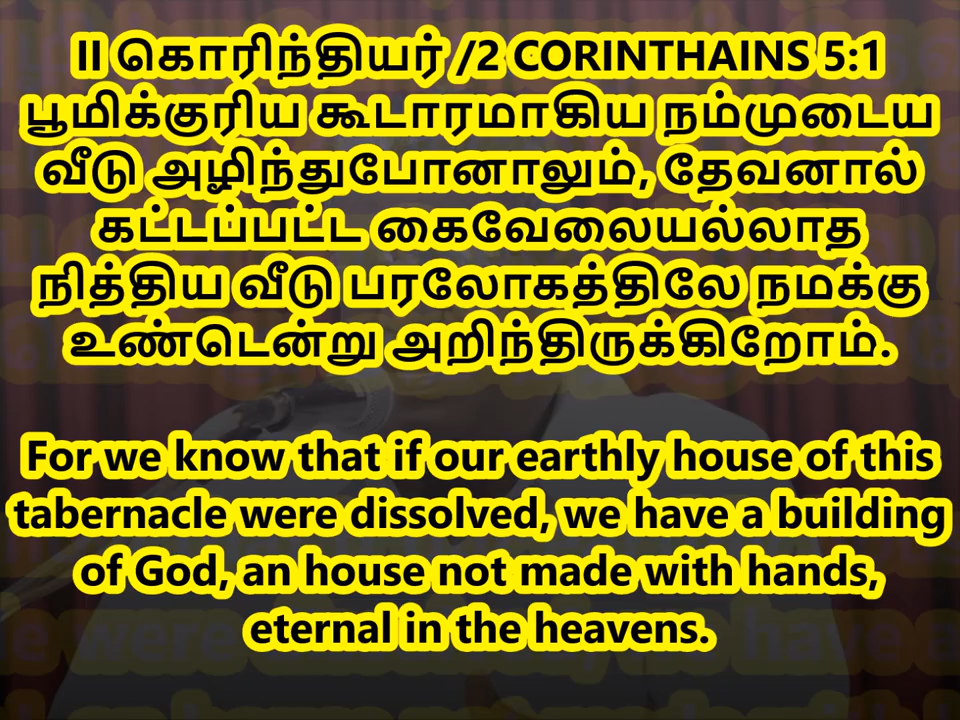 II கொரிந்தியர் /2 CORINTHAINS 5:1
பூமிக்குரிய கூடாரமாகிய நம்முடைய
வீடு அழிந்துபோனாலும், தேவனால்
கட்டப்பட்ட கைவேலையல்லாத
நித்திய வீடு பரலோகத்திலே நமக்கு
உண்டென்று அறிந்திருக்கிறோம்.
For we know that if our earthly house of this
tabernacle were dissolved, we have a building
of God, an house not made with hands,
eternal in the heavens.